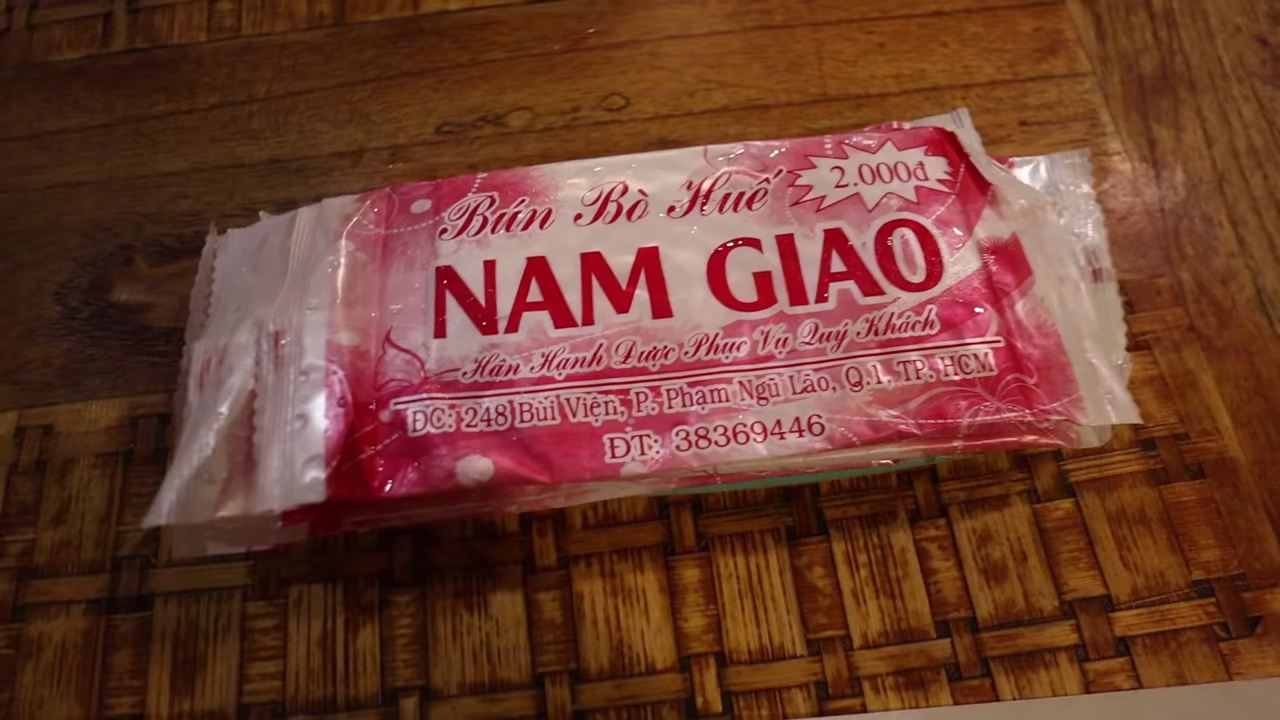 Bún Bò Huế
2.000đ
NAM GIAO
Hân Hạnh Được Phục Vụ Quý Khách
ĐC: 248 Bùi Viện, P. Phạm Ngũ Lão, Q.1, TP. HCM
ĐT: 38369446